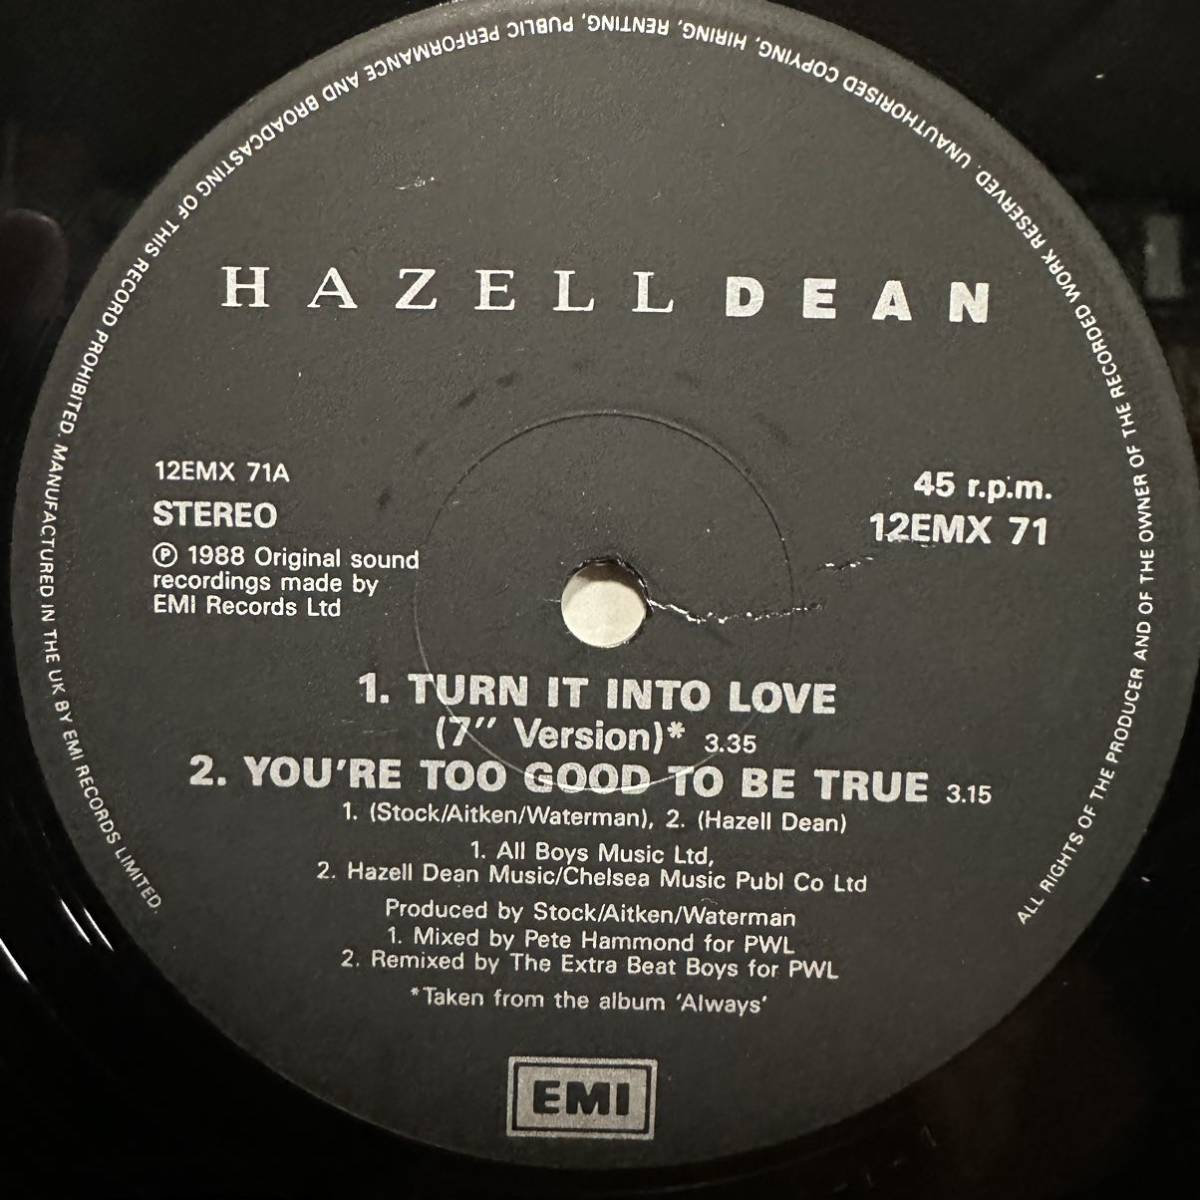 UNAUTHORISED COPYING, HIRING, RENTING, PUBLIC PERFORMANCE AND BROADCASTING OF THIS RECORD PROHIBITED. MANUFACTURED IN THE UK BY EMI RECORDS LIMITED.
ALL RIGHTS OF THE PRODUCER AND OF THE OWNER OF THE RECORDED WORK RESERVED.
HAZELL DEAN
12EMX 71A
STEREO
℗ 1988 Original sound
recordings made by
EMI Records Ltd
45 r.p.m.
12EMX 71
1. TURN IT INTO LOVE
(7" Version)* 3.35
2. YOU'RE TOO GOOD TO BE TRUE 3.15
1. (Stock/Aitken/Waterman), 2. (Hazell Dean)
1. All Boys Music Ltd,
2. Hazell Dean Music/Chelsea Music Publ Co Ltd
Produced by Stock/Aitken/Waterman
1. Mixed by Pete Hammond for PWL
2. Remixed by The Extra Beat Boys for PWL
*Taken from the album 'Always'
EMI